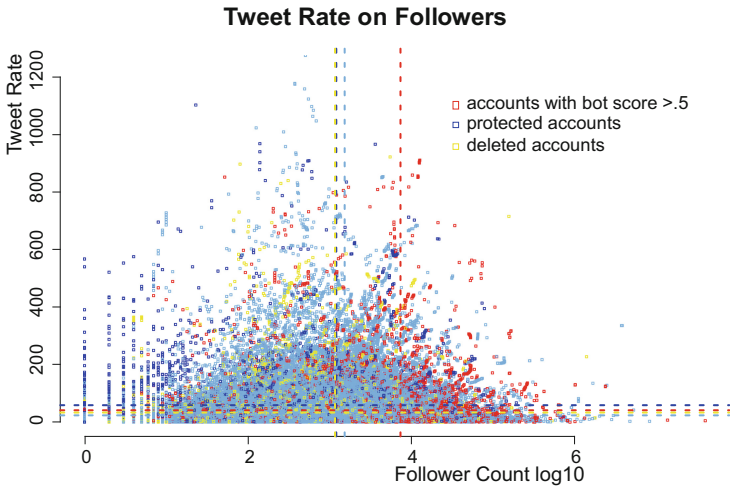 Tweet Rate on Followers
Tweet Rate
1200
1000
800
600
400
200
0
accounts with bot score >.5
protected accounts
deleted accounts
0 2 4 6
Follower Count log10